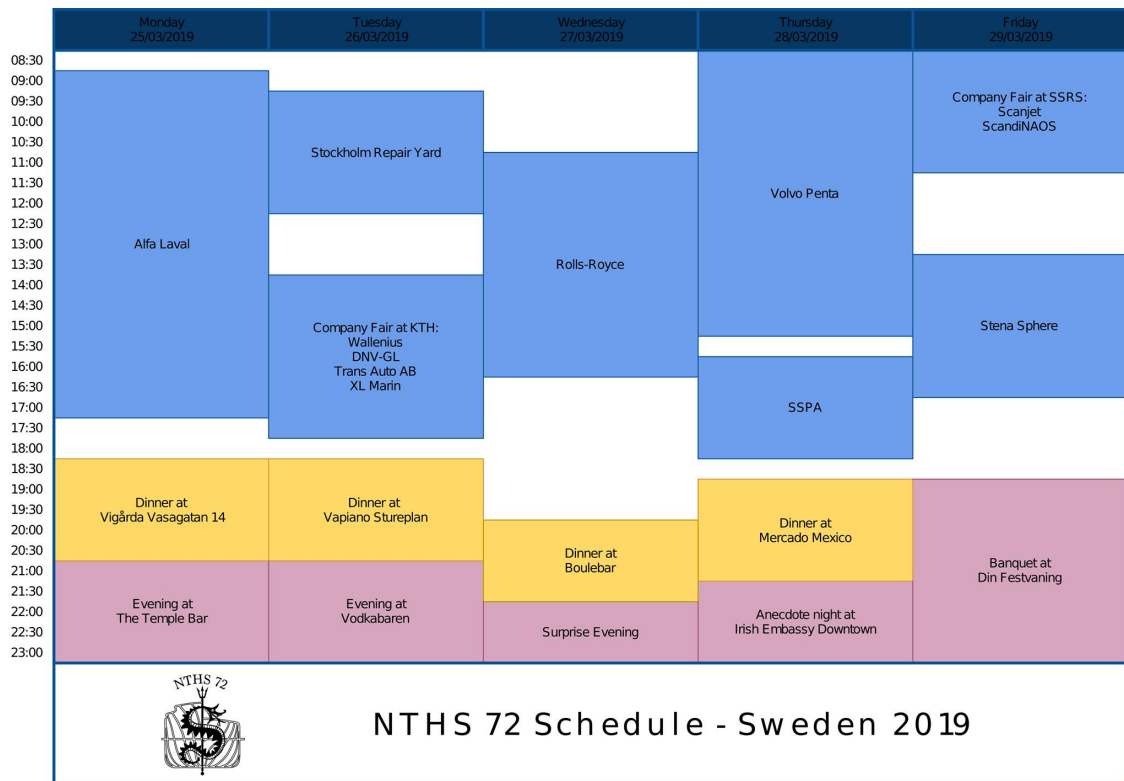 Monday
25/03/2019
Tuesday
26/03/2019
Wednesday
27/03/2019
Thursday
28/03/2019
Friday
29/03/2019
08:30
09:00
09:30
10:00
10:30
11:00
11:30
12:00
12:30
13:00
13:30
14:00
14:30
15:00
15:30
16:00
16:30
17:00
17:30
18:00
18:30
19:00
19:30
20:00
20:30
21:00
21:30
22:00
22:30
23:00
Alfa Laval
Dinner at
Vigårda Vasagatan 14
Evening at
The Temple Bar
Stockholm Repair Yard
Company Fair at KTH:
Wallenius
DNV-GL
Trans Auto AB
XL Marin
Dinner at
Vapiano Stureplan
Evening at
Vodkabaren
Rolls-Royce
Dinner at
Boulebar
Surprise Evening
Volvo Penta
SSPA
Dinner at
Mercado Mexico
Anecdote night at
Irish Embassy Downtown
Company Fair at SSRS:
Scanjet
ScandiNAOS
Stena Sphere
Banquet at
Din Festvaning
NTHS 72
NTHS 72 Schedule - Sweden 2019